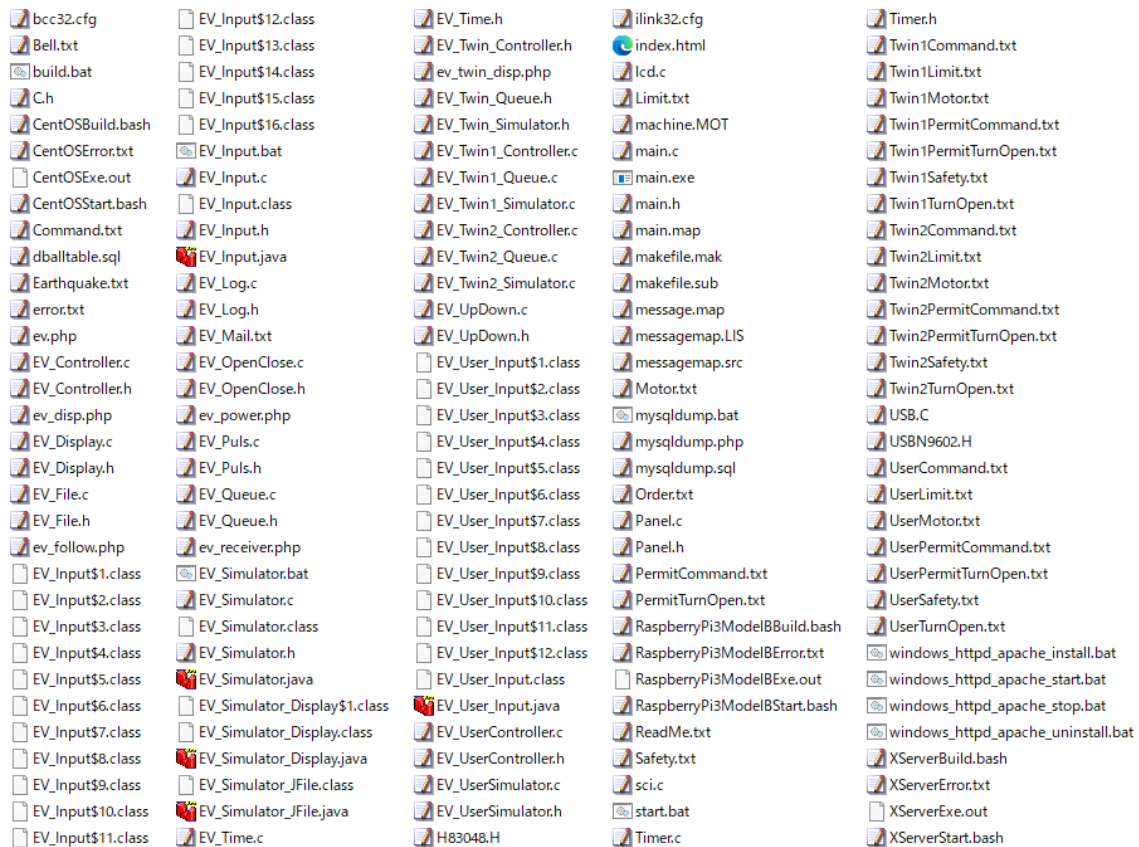 bcc32.cfg
Bell.txt
build.bat
C.h
CentOSBuild.bash
CentOSError.txt
CentOSExe.out
CentOSStart.bash
Command.txt
dballtable.sql
Earthquake.txt
error.txt
ev.php
EV_Controller.c
EV_Controller.h
ev_disp.php
EV_Display.c
EV_Display.h
EV_File.c
EV_File.h
ev_follow.php
EV_Input$1.class
EV_Input$2.class
EV_Input$3.class
EV_Input$4.class
EV_Input$5.class
EV_Input$6.class
EV_Input$7.class
EV_Input$8.class
EV_Input$9.class
EV_Input$10.class
EV_Input$11.class
EV_Input$12.class
EV_Input$13.class
EV_Input$14.class
EV_Input$15.class
EV_Input$16.class
EV_Input.bat
EV_Input.c
EV_Input.class
EV_Input.h
EV_Input.java
EV_Log.c
EV_Log.h
EV_Mail.txt
EV_OpenClose.c
EV_OpenClose.h
ev_power.php
EV_Puls.c
EV_Puls.h
EV_Queue.c
EV_Queue.h
ev_receiver.php
EV_Simulator.bat
EV_Simulator.c
EV_Simulator.class
EV_Simulator.h
EV_Simulator.java
EV_Simulator_Display$1.class
EV_Simulator_Display.class
EV_Simulator_Display.java
EV_Simulator_JFile.class
EV_Simulator_JFile.java
EV_Time.c
EV_Time.h
EV_Twin_Controller.h
ev_twin_disp.php
EV_Twin_Queue.h
EV_Twin_Simulator.h
EV_Twin1_Controller.c
EV_Twin1_Queue.c
EV_Twin1_Simulator.c
EV_Twin2_Controller.c
EV_Twin2_Queue.c
EV_Twin2_Simulator.c
EV_UpDown.c
EV_UpDown.h
EV_User_Input$1.class
EV_User_Input$2.class
EV_User_Input$3.class
EV_User_Input$4.class
EV_User_Input$5.class
EV_User_Input$6.class
EV_User_Input$7.class
EV_User_Input$8.class
EV_User_Input$9.class
EV_User_Input$10.class
EV_User_Input$11.class
EV_User_Input$12.class
EV_User_Input.class
EV_User_Input.java
EV_UserController.c
EV_UserController.h
EV_UserSimulator.c
EV_UserSimulator.h
H83048.H
ilink32.cfg
index.html
lcd.c
Limit.txt
machine.MOT
main.c
main.exe
main.h
main.map
makefile.mak
makefile.sub
message.map
messagemap.LIS
messagemap.src
Motor.txt
mysqldump.bat
mysqldump.php
mysqldump.sql
Order.txt
Panel.c
Panel.h
PermitCommand.txt
PermitTurnOpen.txt
RaspberryPi3ModelBBuild.bash
RaspberryPi3ModelBError.txt
RaspberryPi3ModelBExe.out
RaspberryPi3ModelBStart.bash
ReadMe.txt
Safety.txt
sci.c
start.bat
Timer.c
Timer.h
Twin1Command.txt
Twin1Limit.txt
Twin1Motor.txt
Twin1PermitCommand.txt
Twin1PermitTurnOpen.txt
Twin1Safety.txt
Twin1TurnOpen.txt
Twin2Command.txt
Twin2Limit.txt
Twin2Motor.txt
Twin2PermitCommand.txt
Twin2PermitTurnOpen.txt
Twin2Safety.txt
Twin2TurnOpen.txt
USB.C
USBN9602.H
UserCommand.txt
UserLimit.txt
UserMotor.txt
UserPermitCommand.txt
UserPermitTurnOpen.txt
UserSafety.txt
UserTurnOpen.txt
windows_httpd_apache_install.bat
windows_httpd_apache_start.bat
windows_httpd_apache_stop.bat
windows_httpd_apache_uninstall.bat
XServerBuild.bash
XServerError.txt
XServerExe.out
XServerStart.bash